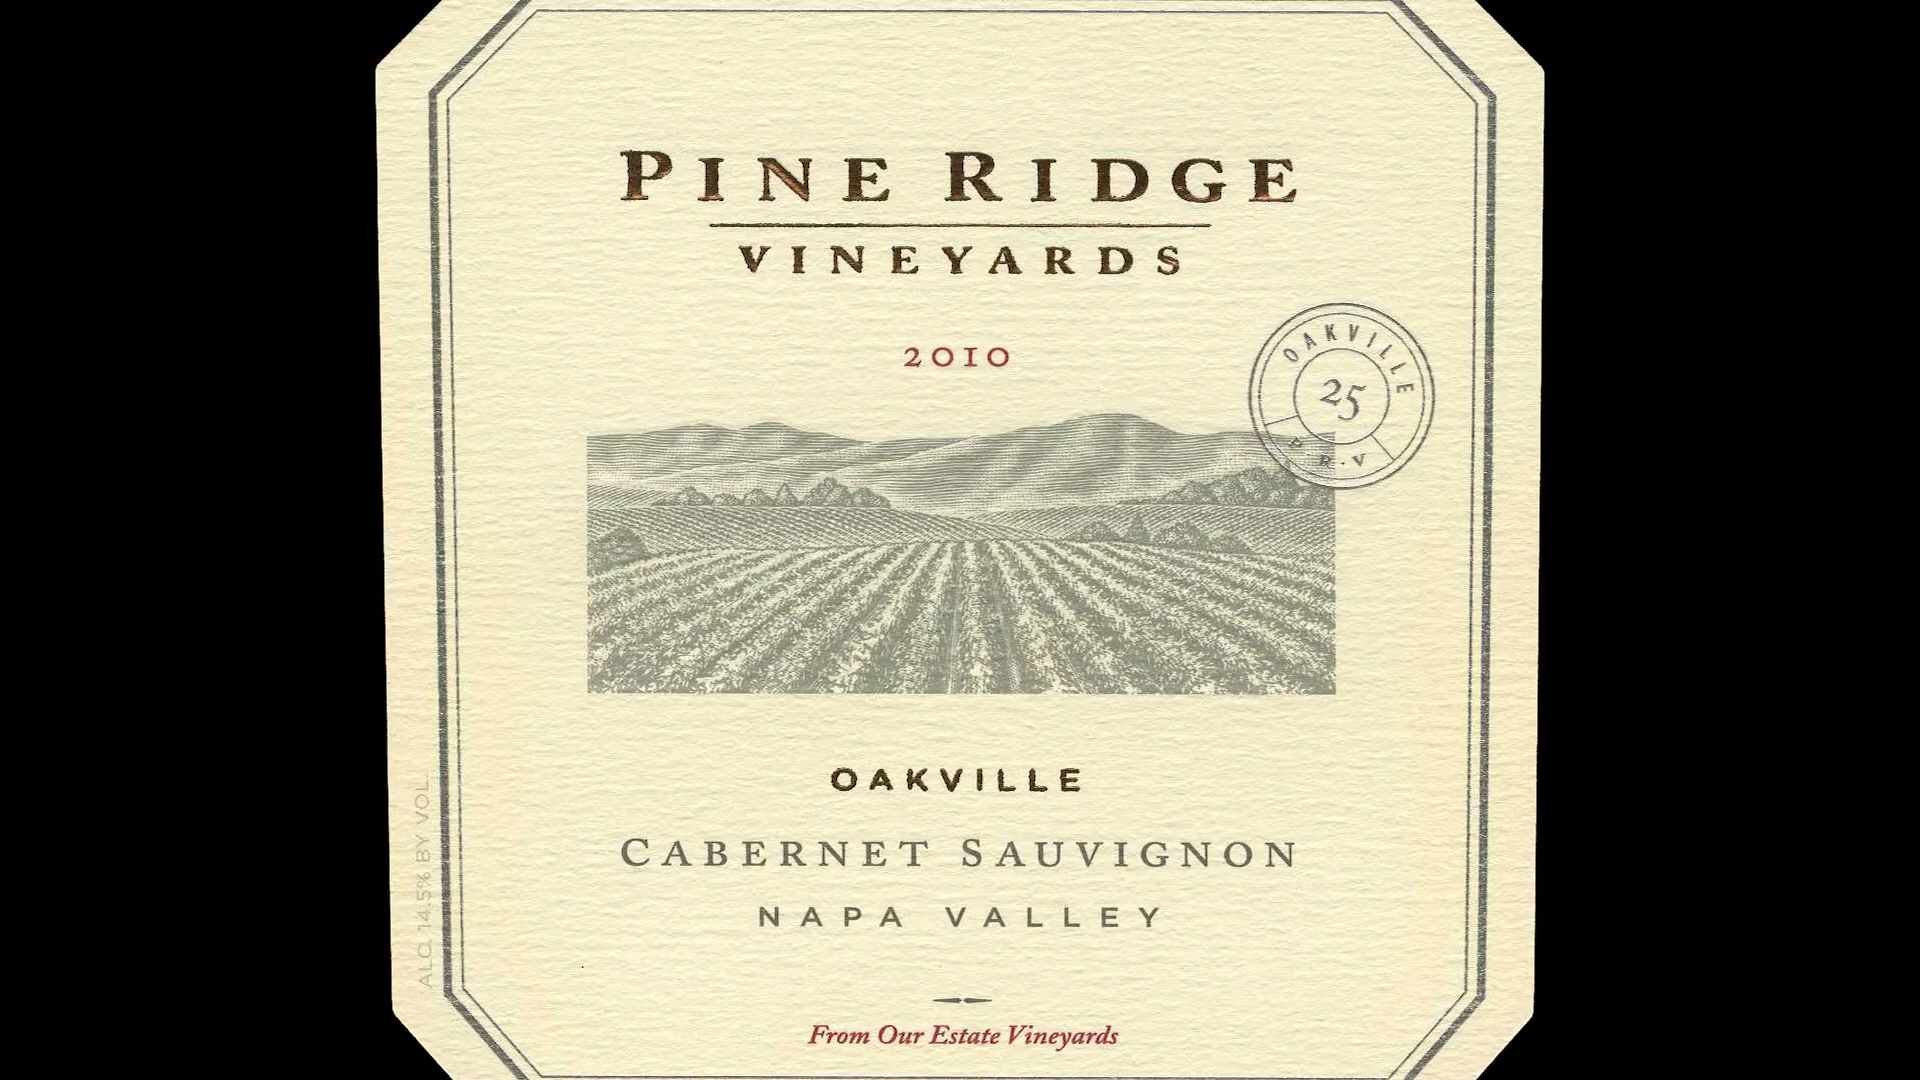 PINE RIDGE
VINEYARDS
2010
OAKVILLE
25
P·R·V
OAKVILLE
CABERNET SAUVIGNON
NAPA VALLEY
From Our Estate Vineyards
ALC. 14.5% BY VOL.